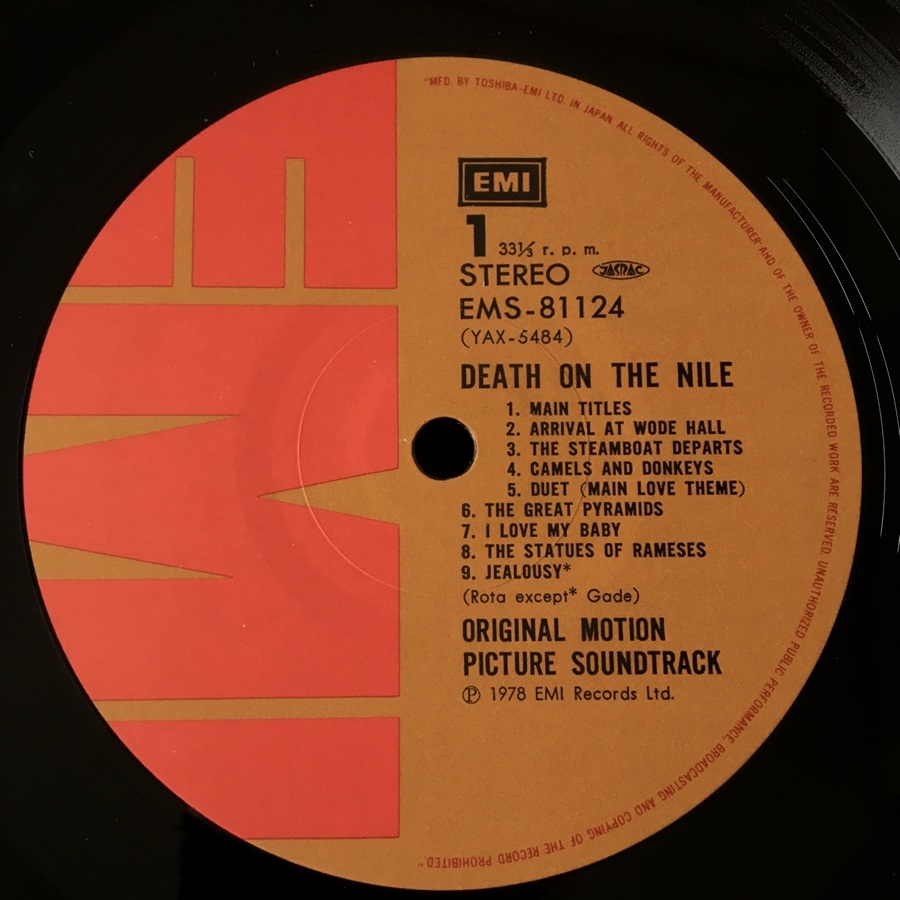 EMI
1 33⅓ r. p. m.
STEREO JASRAC
EMS-81124
(YAX-5484)
DEATH ON THE NILE
1. MAIN TITLES
2. ARRIVAL AT WODE HALL
3. THE STEAMBOAT DEPARTS
4. CAMELS AND DONKEYS
5. DUET (MAIN LOVE THEME)
6. THE GREAT PYRAMIDS
7. I LOVE MY BABY
8. THE STATUES OF RAMESES
9. JEALOUSY*
(Rota except* Gade)
ORIGINAL MOTION
PICTURE SOUNDTRACK
Ⓟ 1978 EMI Records Ltd.
"MFD. BY TOSHIBA-EMI LTD. IN JAPAN. ALL RIGHTS OF THE MANUFACTURER AND OF THE OWNER OF THE RECORDED WORK ARE RESERVED. UNAUTHORIZED PUBLIC PERFORMANCE, BROADCASTING AND COPYING OF THE RECORD PROHIBITED"
EMI